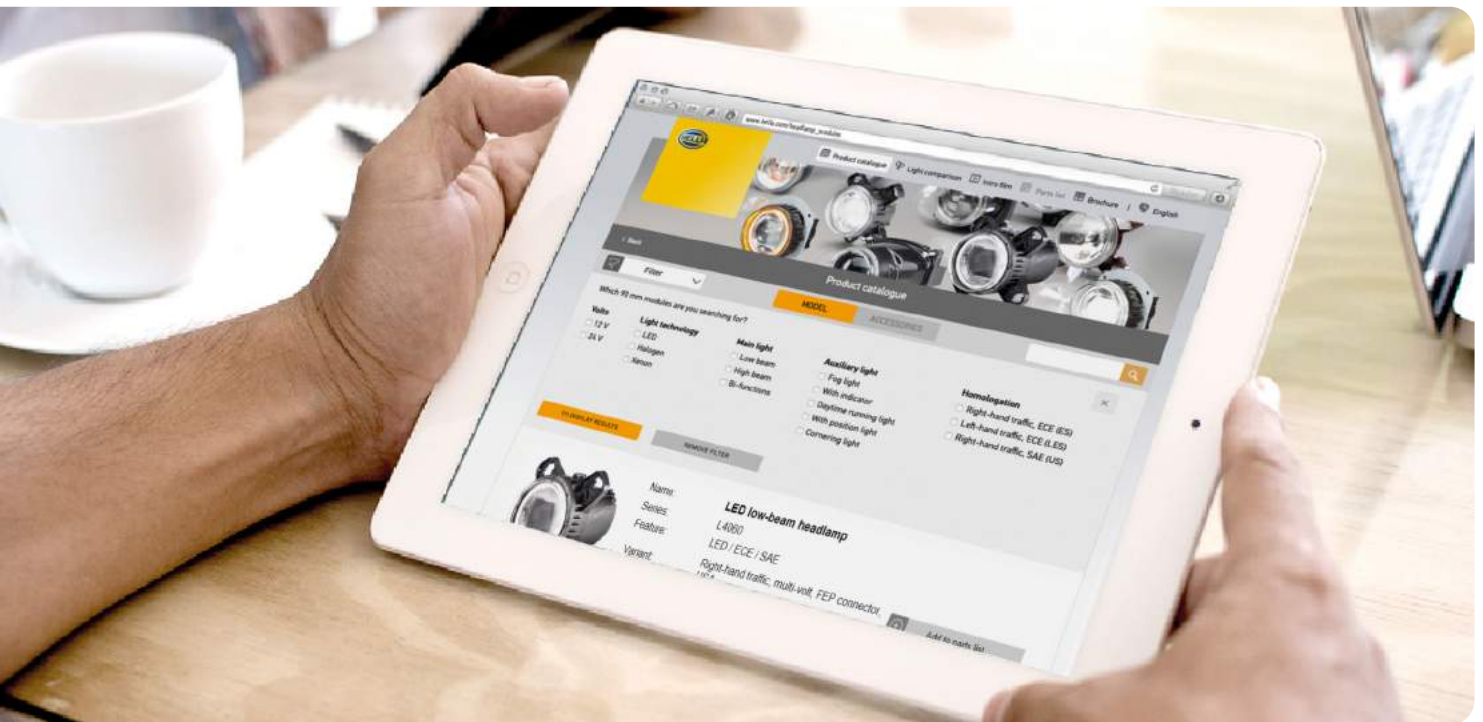 www.hella.com/headlamp_modules
HELLA
Product catalogue
Light comparison
Intro film
Parts list
Brochure | English
< Back
Product catalogue
Filter
MODEL
ACCESSORIES
Which 90 mm modules are you searching for?
Volts
12 V
24 V
Light technology
LED
Halogen
Xenon
Main light
Low beam
High beam
Bi-functions
Auxiliary light
Fog light
With indicator
Daytime running light
With position light
Cornering light
Homologation
Right-hand traffic, ECE (ES)
Left-hand traffic, ECE (LES)
Right-hand traffic, SAE (US)
DISPLAY RESULTS
REMOVE FILTER
Name: LED low-beam headlamp
Series: L4060
Feature: LED / ECE / SAE
Variant: Right-hand traffic, multi-volt, FEP connector,
USA
Add to parts list